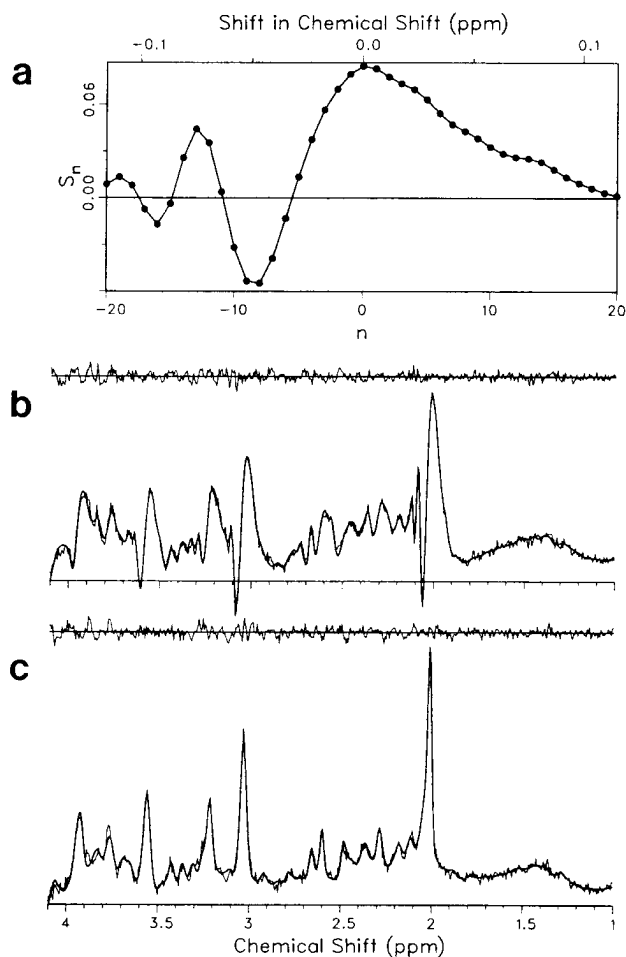 Shift in Chemical Shift (ppm)
-0.1 0.0 0.1
a
0.06
0.00
Sn
-20 -10 0 10 20
n
b
c
4 3.5 3 2.5 2 1.5 1
Chemical Shift (ppm)